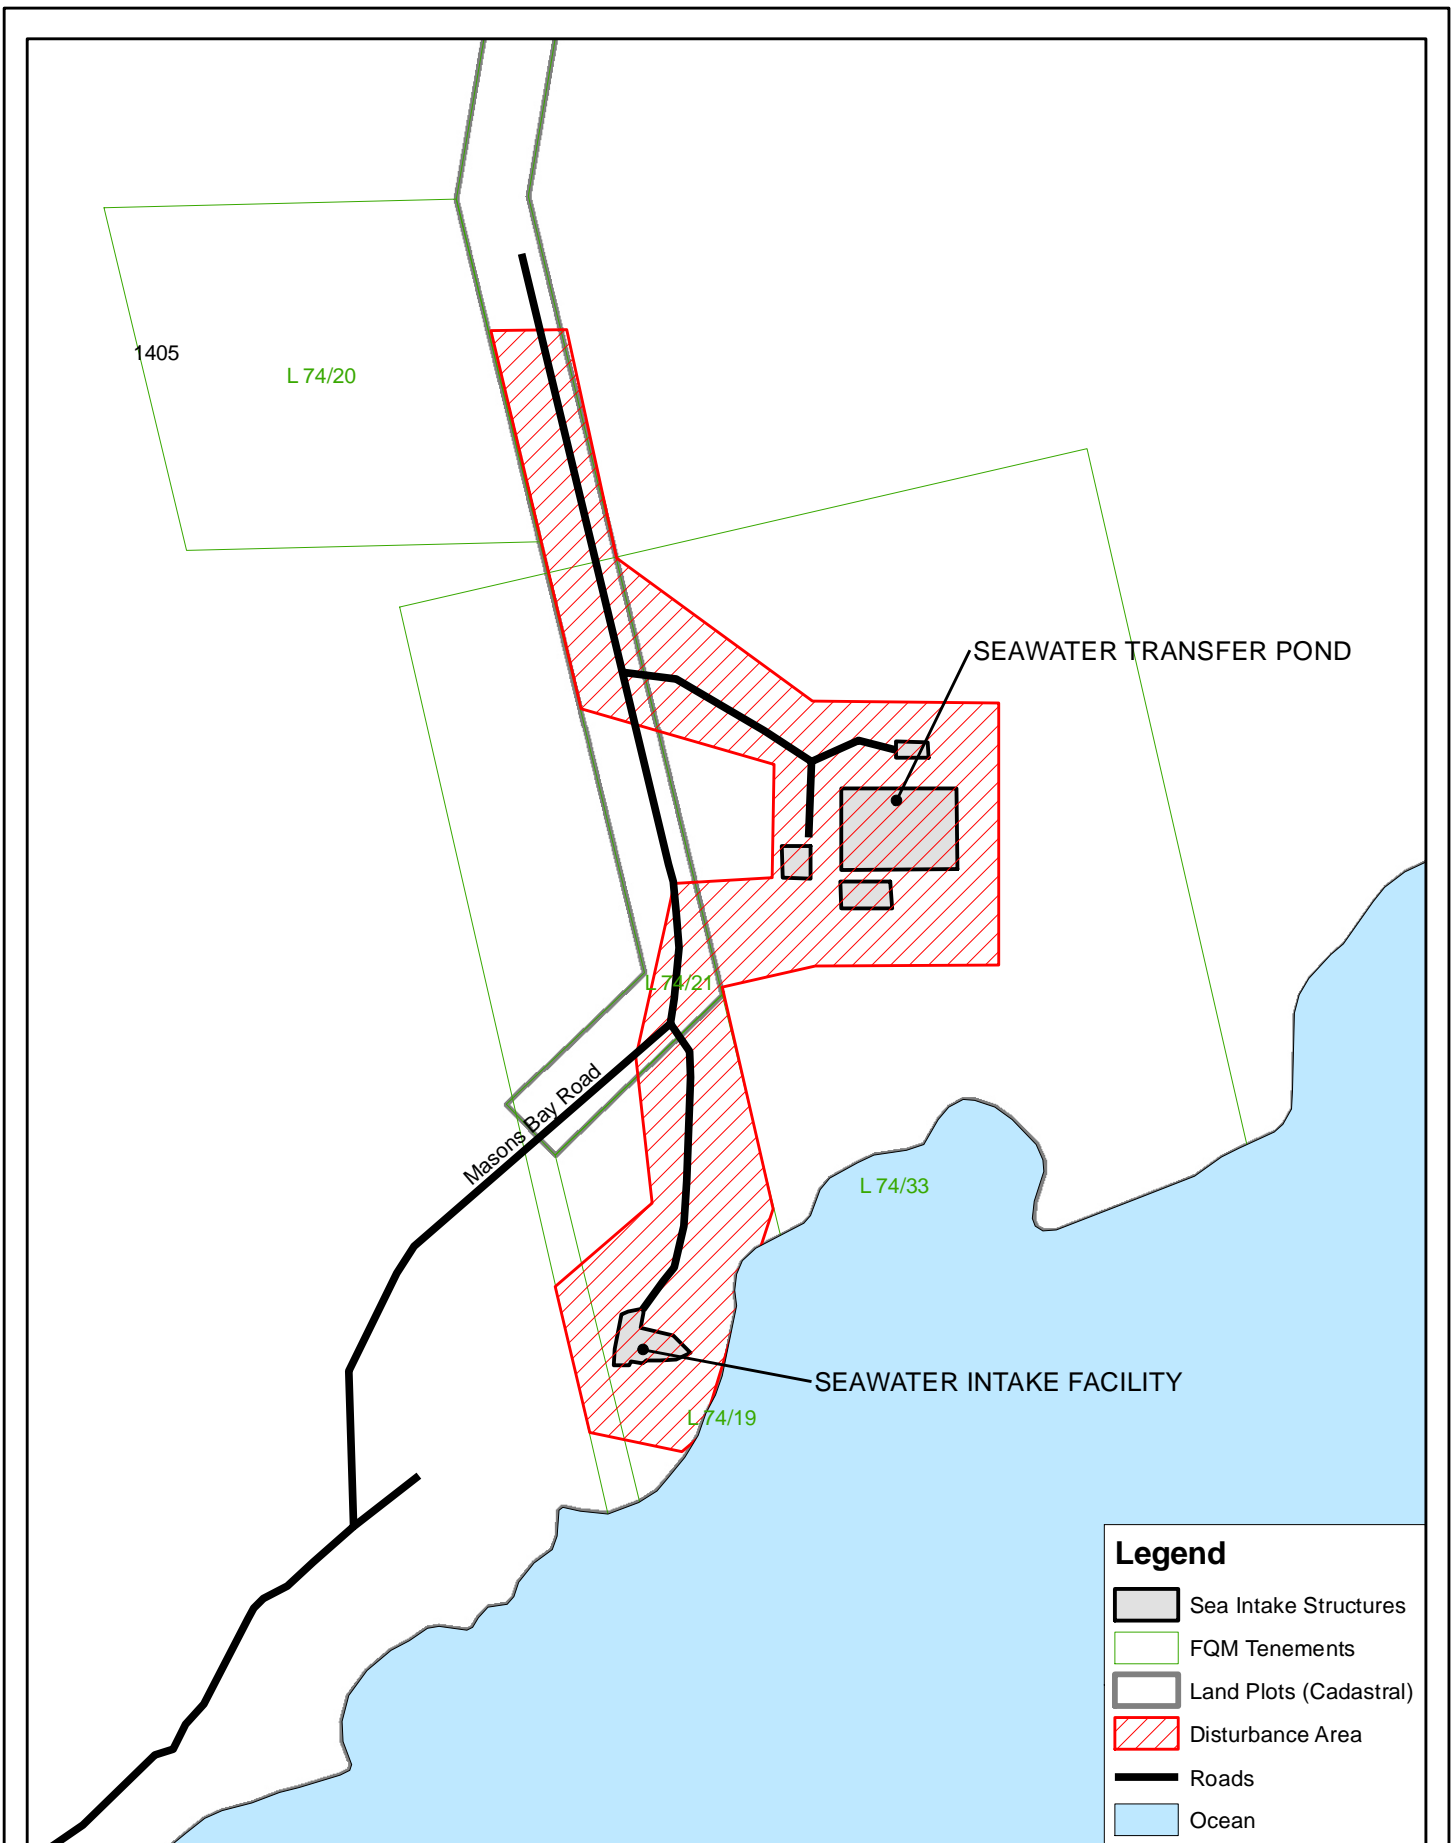 1405
L 74/20
SEAWATER TRANSFER POND
L 74/21
Masons Bay Road
L 74/33
SEAWATER INTAKE FACILITY
L 74/19
Legend
Sea Intake Structures
FQM Tenements
Land Plots (Cadastral)
Disturbance Area
Roads
Ocean